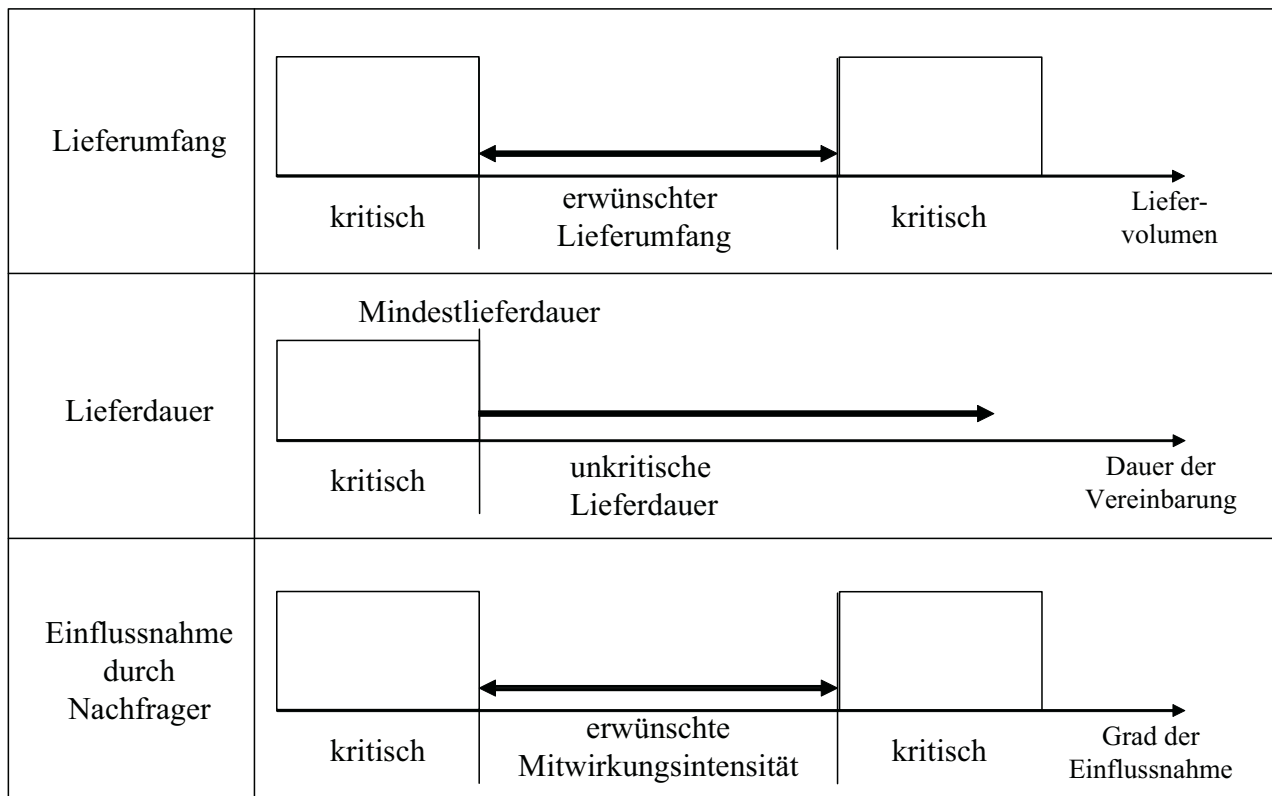 Lieferumfang
kritisch
erwünschter
Lieferumfang
kritisch
Liefer-
volumen
Lieferdauer
Mindestlieferdauer
kritisch
unkritische
Lieferdauer
Dauer der
Vereinbarung
Einflussnahme
durch
Nachfrager
kritisch
erwünschte
Mitwirkungsintensität
kritisch
Grad der
Einflussnahme